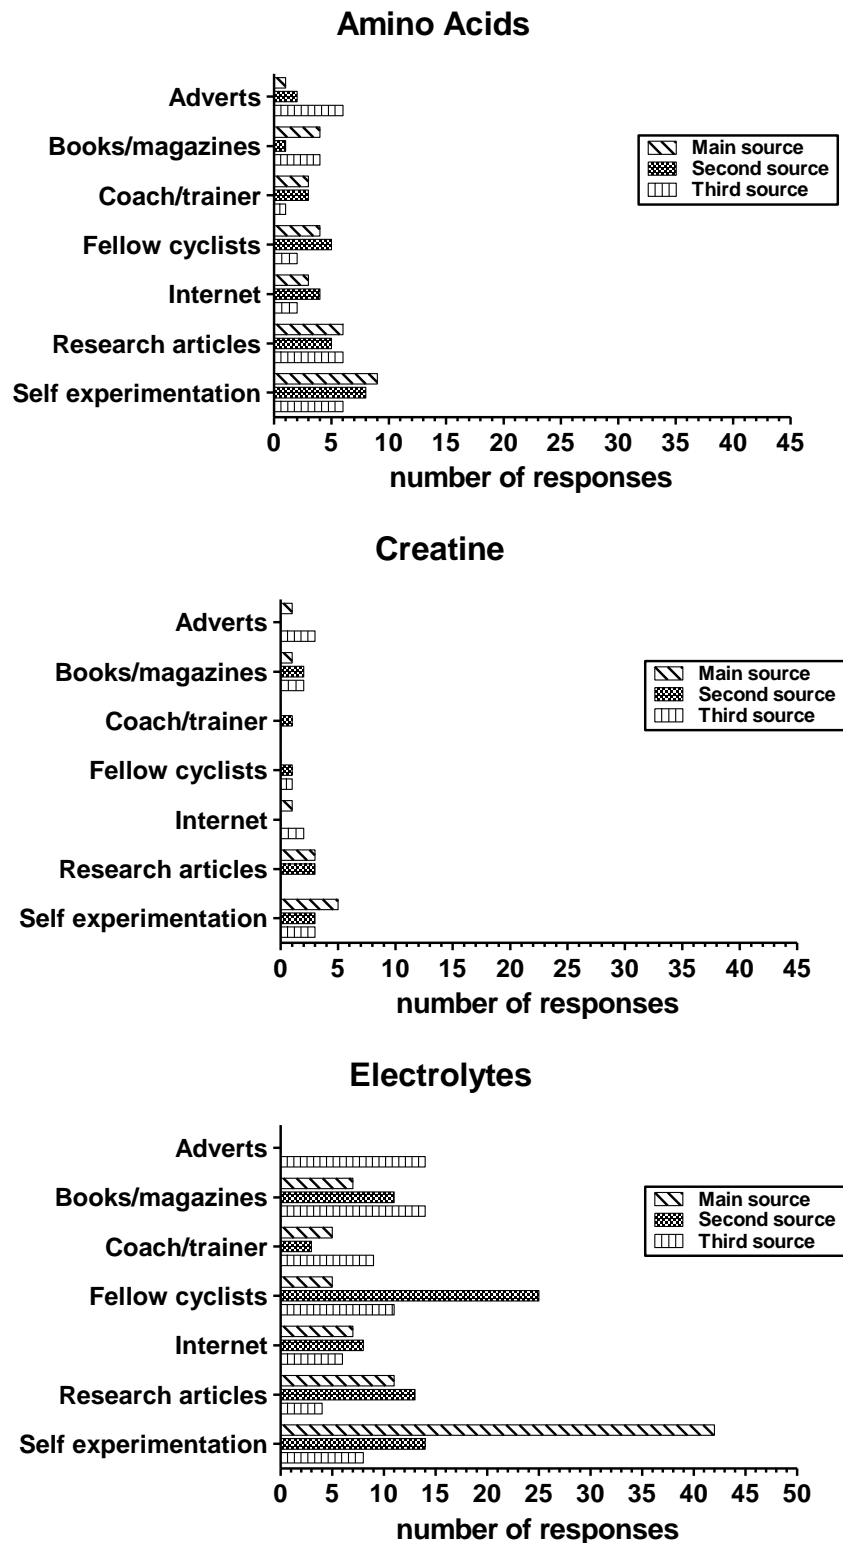 Amino Acids
Adverts
Books/magazines
Coach/trainer
Fellow cyclists
Internet
Research articles
Self experimentation
Main source
Second source
Third source
0 5 10 15 20 25 30 35 40 45
number of responses
Creatine
Adverts
Books/magazines
Coach/trainer
Fellow cyclists
Internet
Research articles
Self experimentation
Main source
Second source
Third source
0 5 10 15 20 25 30 35 40 45
number of responses
Electrolytes
Adverts
Books/magazines
Coach/trainer
Fellow cyclists
Internet
Research articles
Self experimentation
Main source
Second source
Third source
0 5 10 15 20 25 30 35 40 45 50
number of responses